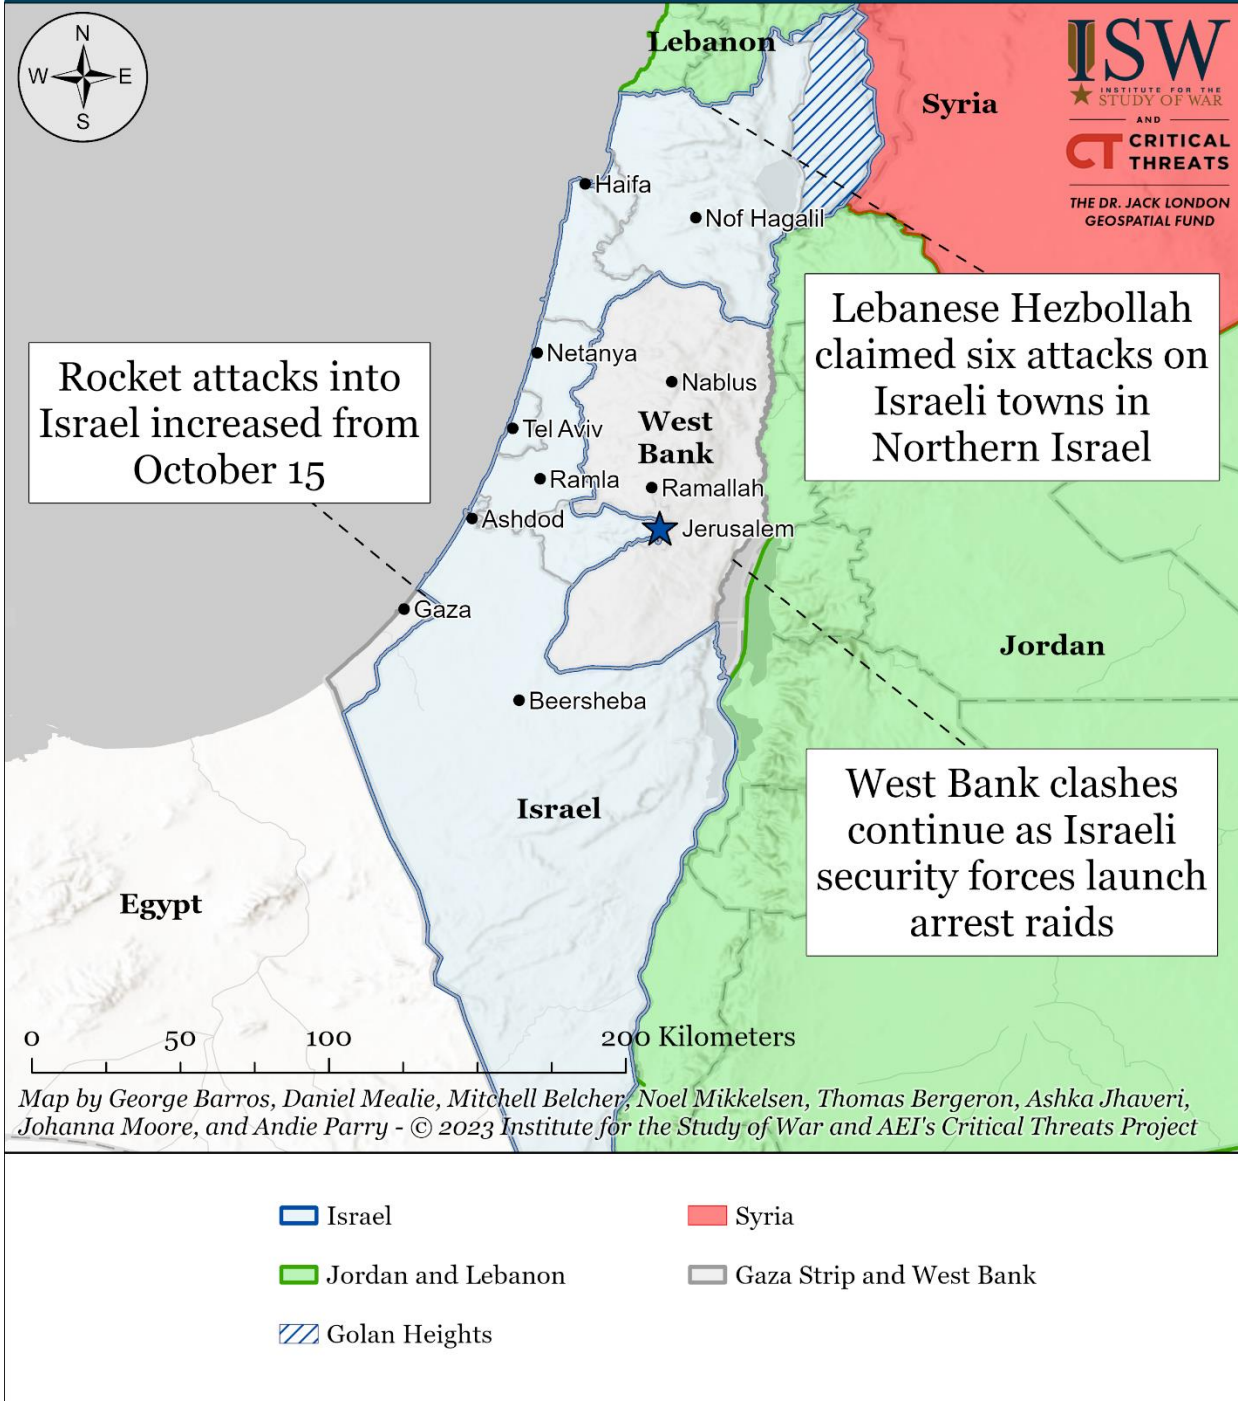 N
W E
S
Lebanon
Syria
ISW
INSTITUTE FOR THE
STUDY OF WAR
AND
CT CRITICAL
THREATS
THE DR. JACK LONDON
GEOSPATIAL FUND
Haifa
Nof Hagalil
Lebanese Hezbollah
claimed six attacks on
Israeli towns in
Northern Israel
Rocket attacks into
Israel increased from
October 15
Netanya
Nablus
Tel Aviv
West
Bank
Ramla
Ramallah
Ashdod
Jerusalem
Gaza
Jordan
Beersheba
West Bank clashes
continue as Israeli
security forces launch
arrest raids
Israel
Egypt
0 50 100 200 Kilometers
Map by George Barros, Daniel Mealie, Mitchell Belcher, Noel Mikkelsen, Thomas Bergeron, Ashka Jhaveri,
Johanna Moore, and Andie Parry - © 2023 Institute for the Study of War and AEI's Critical Threats Project
Israel
Syria
Jordan and Lebanon
Gaza Strip and West Bank
Golan Heights